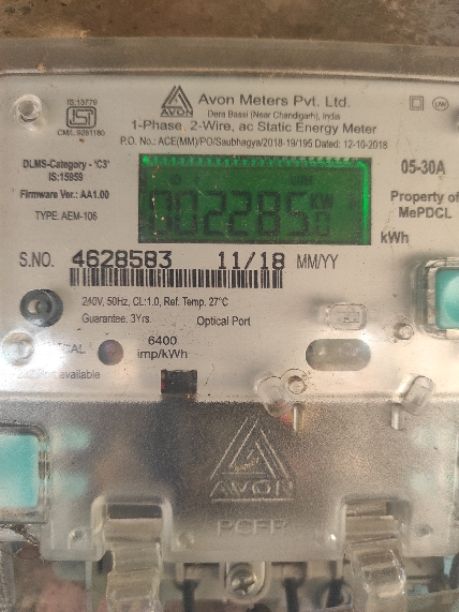 IS:13779
CM/L 9261180
AVON
Avon Meters Pvt. Ltd.
Dera Bassi (Near Chandigarh), India
1-Phase, 2-Wire, ac Static Energy Meter
P.O. No.: ACE(MM)/PO/Saubhagya/2018-19/195 Dated: 12-10-2018
DLMS-Category - 'C3'
IS:15959
Firmware Ver.: AA1.00
TYPE: AEM-106
002285
KW
05-30A
Property of
MePDCL
kWh
S.NO. 4628583 11/18 MM/YY
240V, 50Hz, CL:1.0, Ref. Temp. 27°C
Guarantee, 3Yrs. Optical Port
CAL
6400
imp/kWh
available
AVON